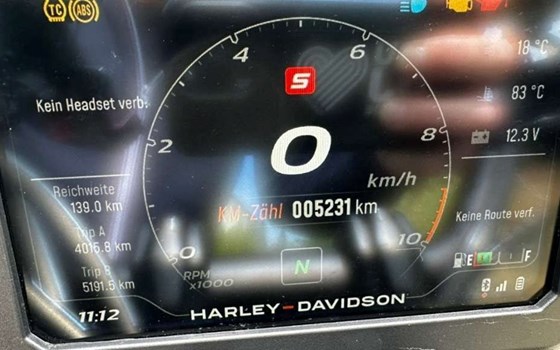 TC ABS
18 °C
4 6
S
Kein Headset verb.
83 °C
2 0 8
12.3 V
km/h
Reichweite
139.0 km
KM-Zähl 005231 km
Keine Route verf.
Trip A
4015.8 km
0 10
N
RPM
x1000
Trip B
5191.5 km
E F
11:12
HARLEY-DAVIDSON